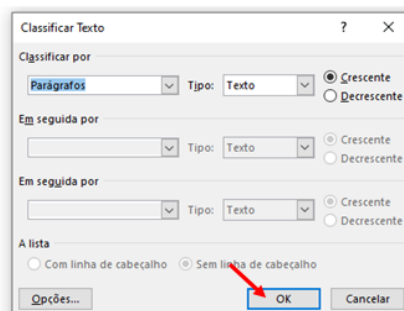 Classificar Texto ? ×
Classificar por
Parágrafos Tipo: Texto Crescente
Decrescente
Em seguida por
Tipo: Texto Crescente
Decrescente
Em seguida por
Tipo: Texto Crescente
Decrescente
A lista
Com linha de cabeçalho Sem linha de cabeçalho
Opções... OK Cancelar